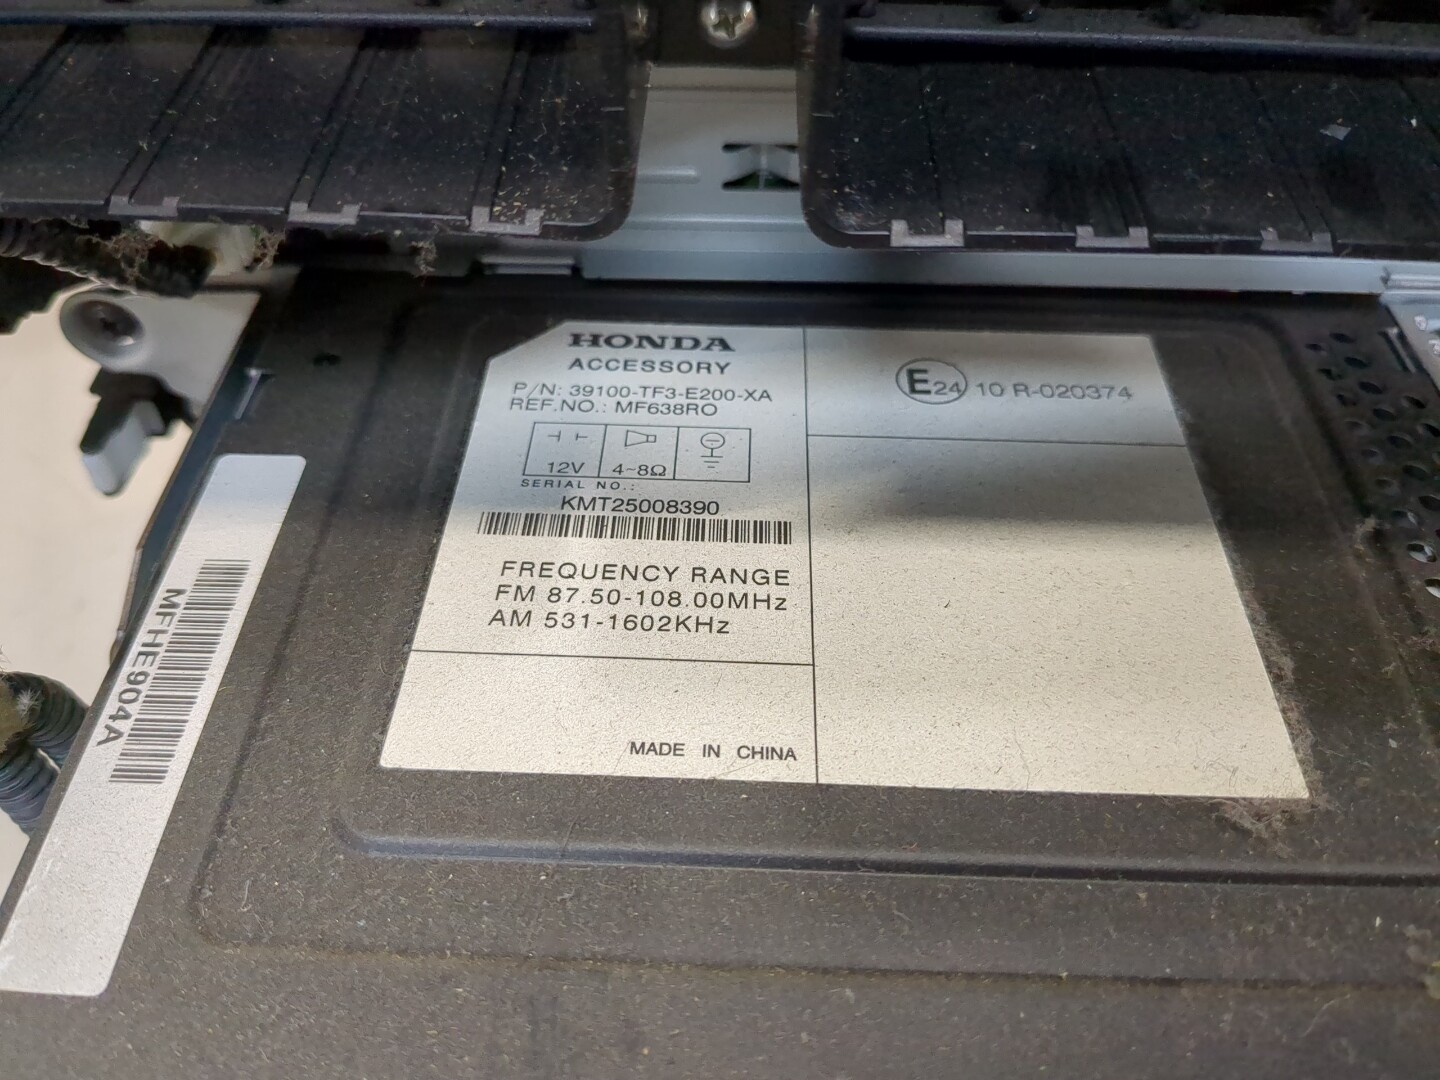 HONDA
ACCESSORY
P/N: 39100-TF3-E200-XA
REF.NO.: MF638RO
12V
4~8Ω
SERIAL NO.:
KMT25008390
FREQUENCY RANGE
FM 87.50-108.00MHz
AM 531-1602KHz
MADE IN CHINA
E24 10 R-020374
MFHE904A